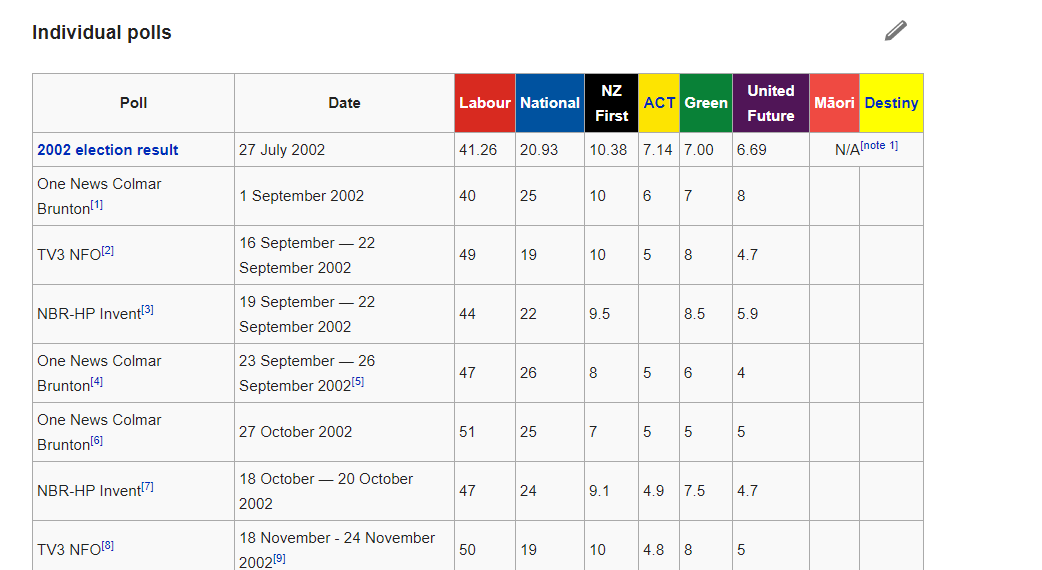 Individual polls
Poll Date Labour National NZ First ACT Green United Future Māori Destiny
2002 election result 27 July 2002 41.26 20.93 10.38 7.14 7.00 6.69 N/A[note 1]
One News Colmar Brunton[1] 1 September 2002 40 25 10 6 7 8
TV3 NFO[2] 16 September — 22 September 2002 49 19 10 5 8 4.7
NBR-HP Invent[3] 19 September — 22 September 2002 44 22 9.5 8.5 5.9
One News Colmar Brunton[4] 23 September — 26 September 2002[5] 47 26 8 5 6 4
One News Colmar Brunton[6] 27 October 2002 51 25 7 5 5 5
NBR-HP Invent[7] 18 October — 20 October 2002 47 24 9.1 4.9 7.5 4.7
TV3 NFO[8] 18 November - 24 November 2002[9] 50 19 10 4.8 8 5